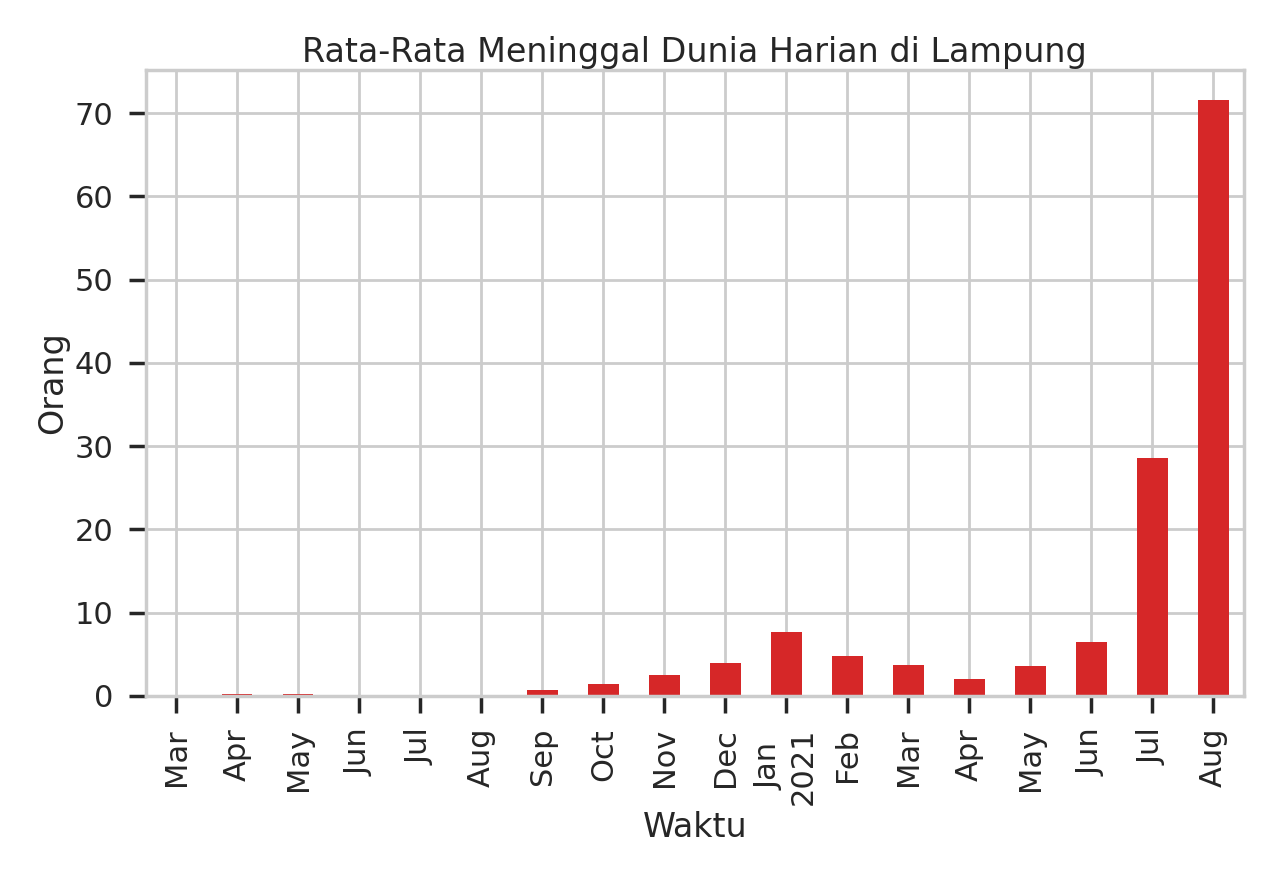 Rata-Rata Meninggal Dunia Harian di Lampung
70
60
50
40
30
20
10
0
Orang
Mar
Apr
May
Jun
Jul
Aug
Sep
Oct
Nov
Dec
Jan
2021
Feb
Mar
Apr
May
Jun
Jul
Aug
Waktu